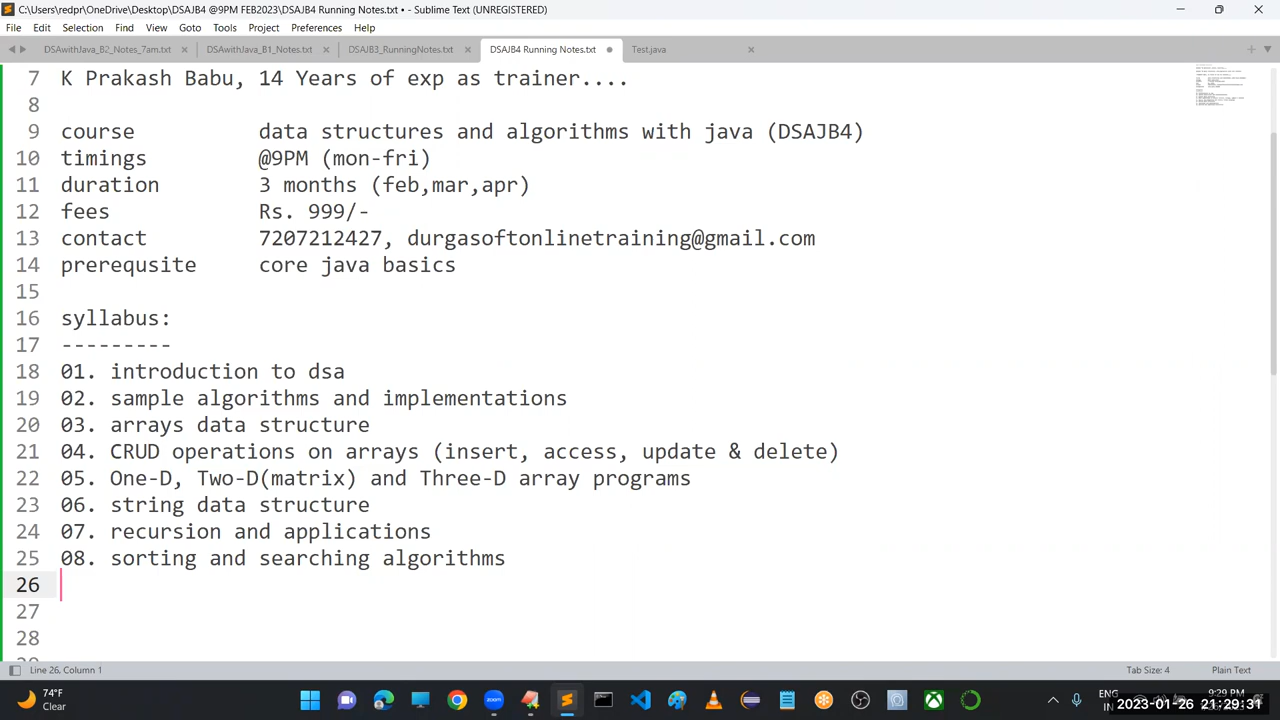 C:\Users\redpr\OneDrive\Desktop\DSAJB4 @9PM FEB2023\DSAJB4 Running Notes.txt • - Sublime Text (UNREGISTERED)
File Edit Selection Find View Goto Tools Project Preferences Help
DSAwithJava_B2_Notes_7am.txt DSAwithJava_B1_Notes.txt DSAJB3_RunningNotes.txt DSAJB4 Running Notes.txt Test.java
7 K Prakash Babu, 14 Years of exp as trainer....
8
9 course data structures and algorithms with java (DSAJB4)
10 timings @9PM (mon-fri)
11 duration 3 months (feb,mar,apr)
12 fees Rs. 999/-
13 contact 7207212427, durgasoftonlinetraining@gmail.com
14 prerequsite core java basics
15
16 syllabus:
17 ---------
18 01. introduction to dsa
19 02. sample algorithms and implementations
20 03. arrays data structure
21 04. CRUD operations on arrays (insert, access, update & delete)
22 05. One-D, Two-D(matrix) and Three-D array programs
23 06. string data structure
24 07. recursion and applications
25 08. sorting and searching algorithms
26
27
28
Line 26, Column 1 Tab Size: 4 Plain Text
74°F
Clear
ENG
IN
9:29 PM
2023-01-26 21:29:31